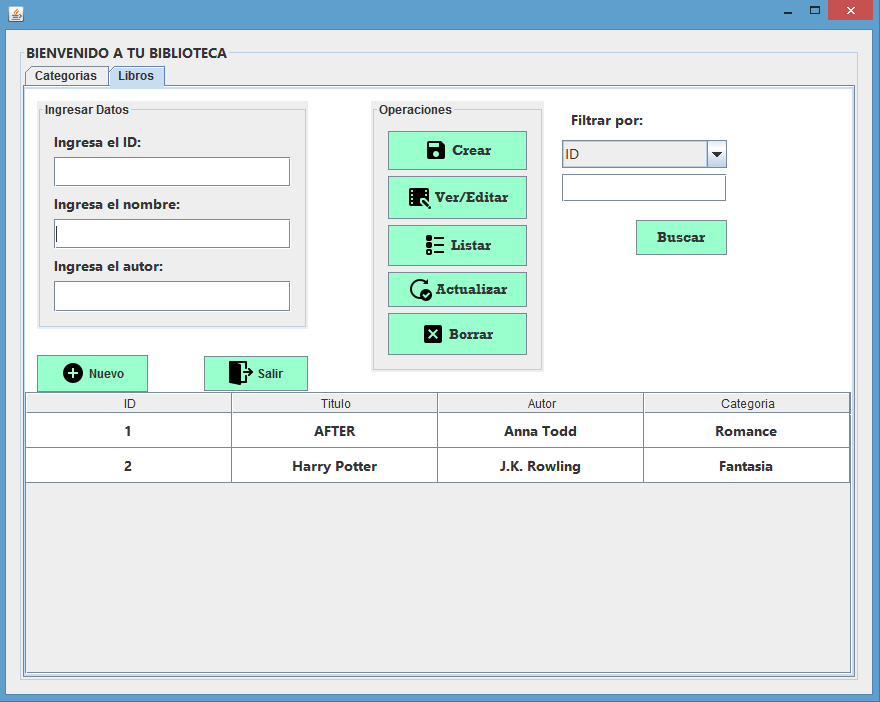 BIENVENIDO A TU BIBLIOTECA
Categorias Libros
Ingresar Datos
Ingresa el ID:
Ingresa el nombre:
Ingresa el autor:
Nuevo
Salir
Operaciones
Crear
Ver/Editar
Listar
Actualizar
Borrar
Filtrar por:
ID
Buscar
ID Titulo Autor Categoria
1 AFTER Anna Todd Romance
2 Harry Potter J.K. Rowling Fantasia